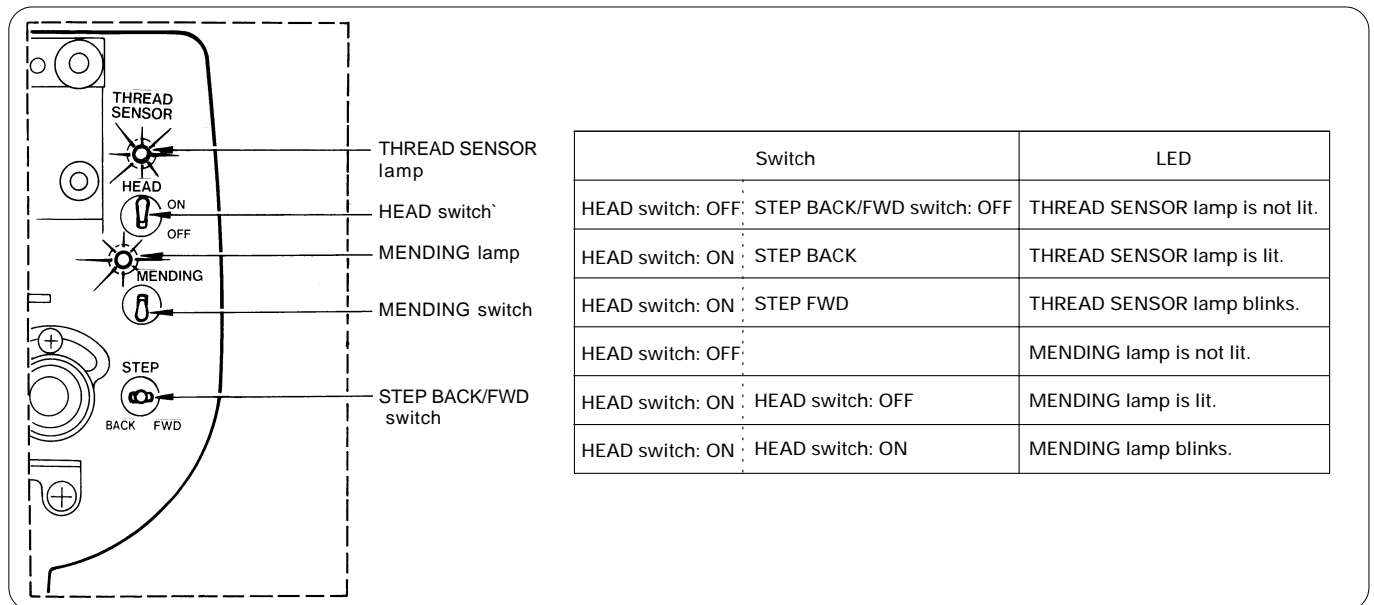 THREAD
SENSOR
HEAD
ON
OFF
MENDING
STEP
BACK FWD
THREAD SENSOR
lamp
HEAD switch`
MENDING lamp
MENDING switch
STEP BACK/FWD
switch
Switch LED
HEAD switch: OFF STEP BACK/FWD switch: OFF THREAD SENSOR lamp is not lit.
HEAD switch: ON STEP BACK THREAD SENSOR lamp is lit.
HEAD switch: ON STEP FWD THREAD SENSOR lamp blinks.
HEAD switch: OFF MENDING lamp is not lit.
HEAD switch: ON HEAD switch: OFF MENDING lamp is lit.
HEAD switch: ON HEAD switch: ON MENDING lamp blinks.